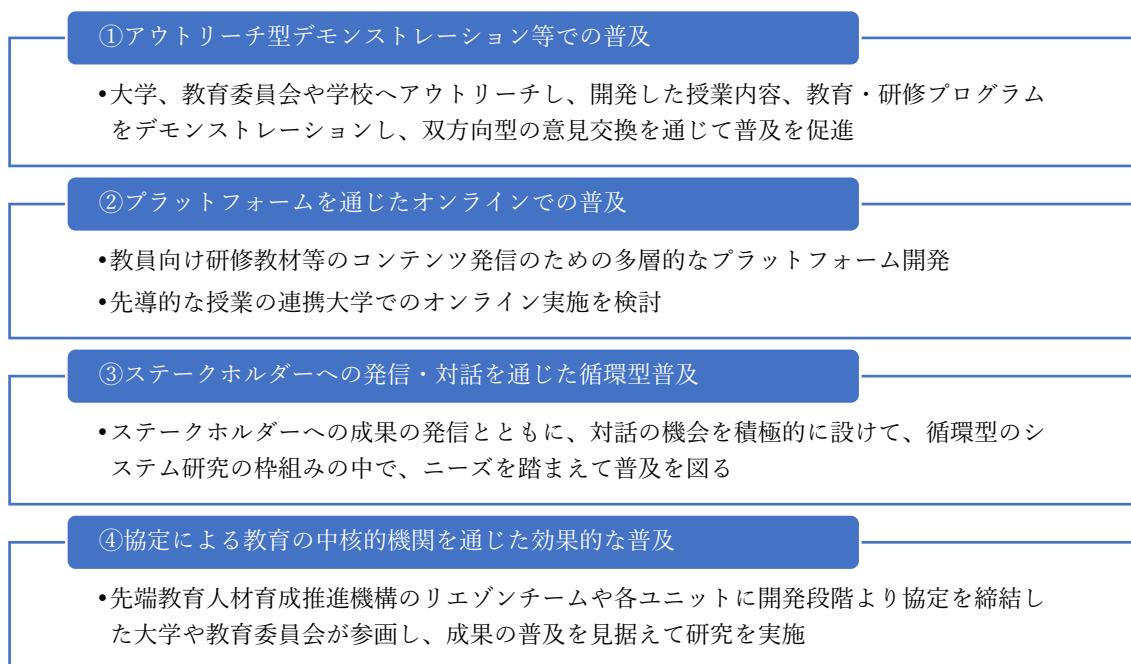 ①アウトリーチ型デモンストレーション等での普及
•大学、教育委員会や学校へアウトリーチし、開発した授業内容、教育・研修プログラム
をデモンストレーションし、双方向型の意見交換を通じて普及を促進
②プラットフォームを通じたオンラインでの普及
•教員向け研修教材等のコンテンツ発信のための多層的なプラットフォーム開発
•先導的な授業の連携大学でのオンライン実施を検討
③ステークホルダーへの発信・対話を通じた循環型普及
•ステークホルダーへの成果の発信とともに、対話の機会を積極的に設けて、循環型のシ
ステム研究の枠組みの中で、ニーズを踏まえて普及を図る
④協定による教育の中核的機関を通じた効果的な普及
•先端教育人材育成推進機構のリエゾンチームや各ユニットに開発段階より協定を締結し
た大学や教育委員会が参画し、成果の普及を見据えて研究を実施